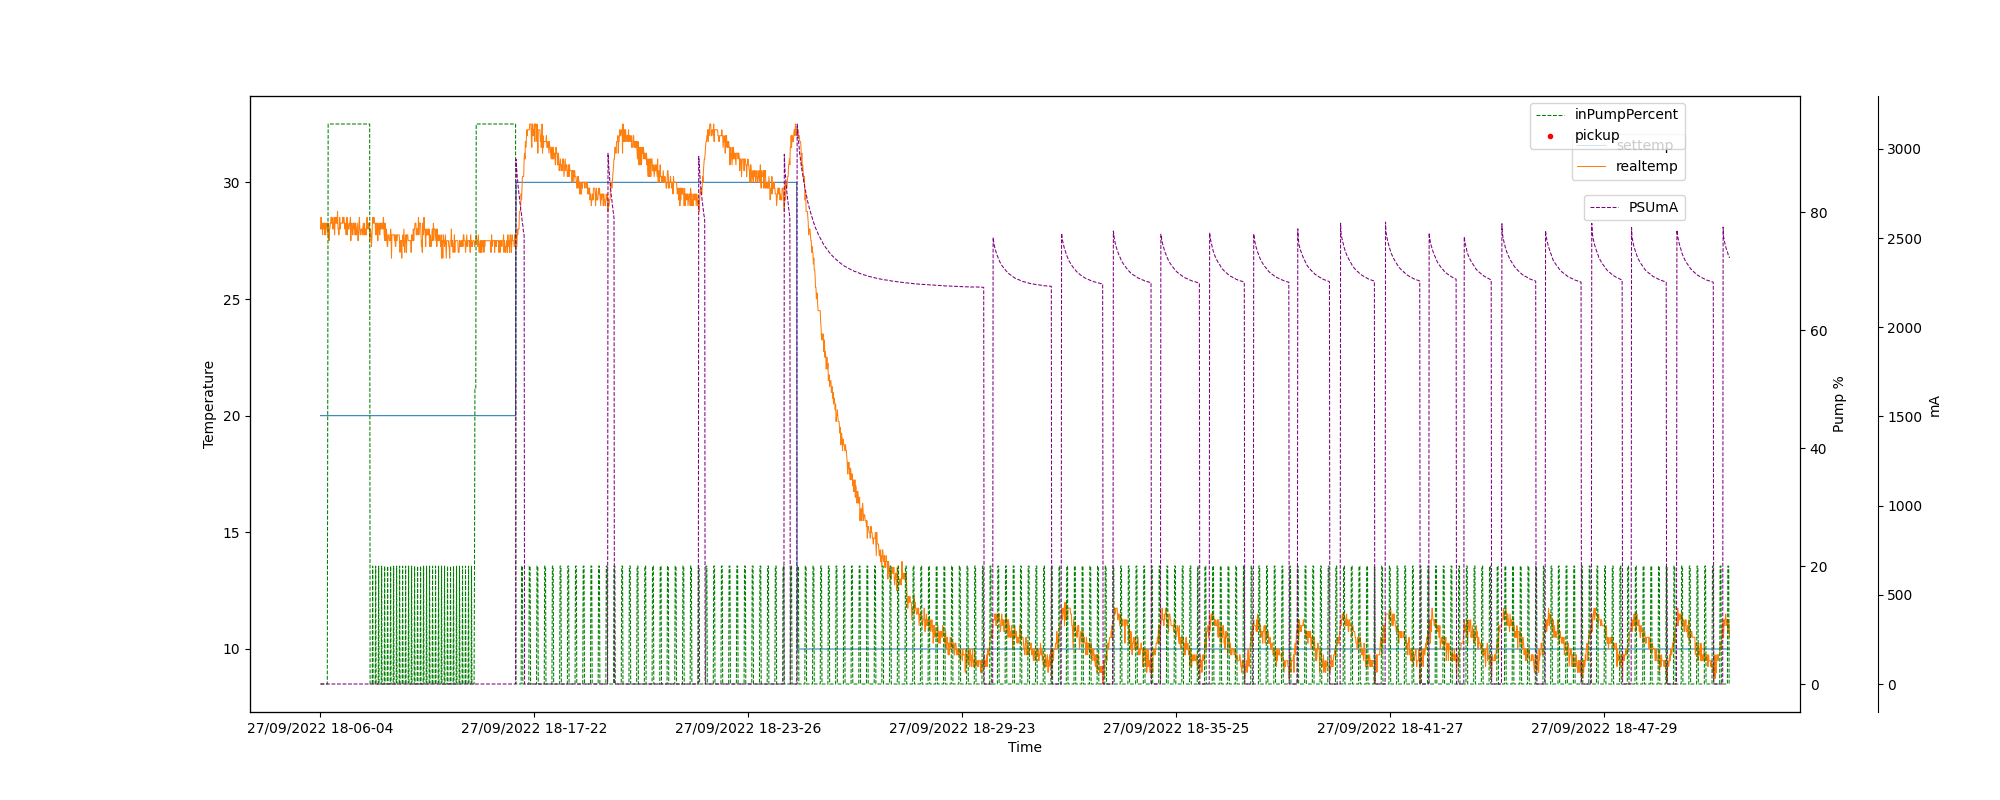 inPumpPercent
pickup
settemp
realtemp
PSUmA
Temperature
30
25
20
15
10
80
60
40
20
0
Pump %
3000
2500
2000
1500
1000
500
0
mA
27/09/2022 18-06-04
27/09/2022 18-17-22
27/09/2022 18-23-26
27/09/2022 18-29-23
27/09/2022 18-35-25
27/09/2022 18-41-27
27/09/2022 18-47-29
Time